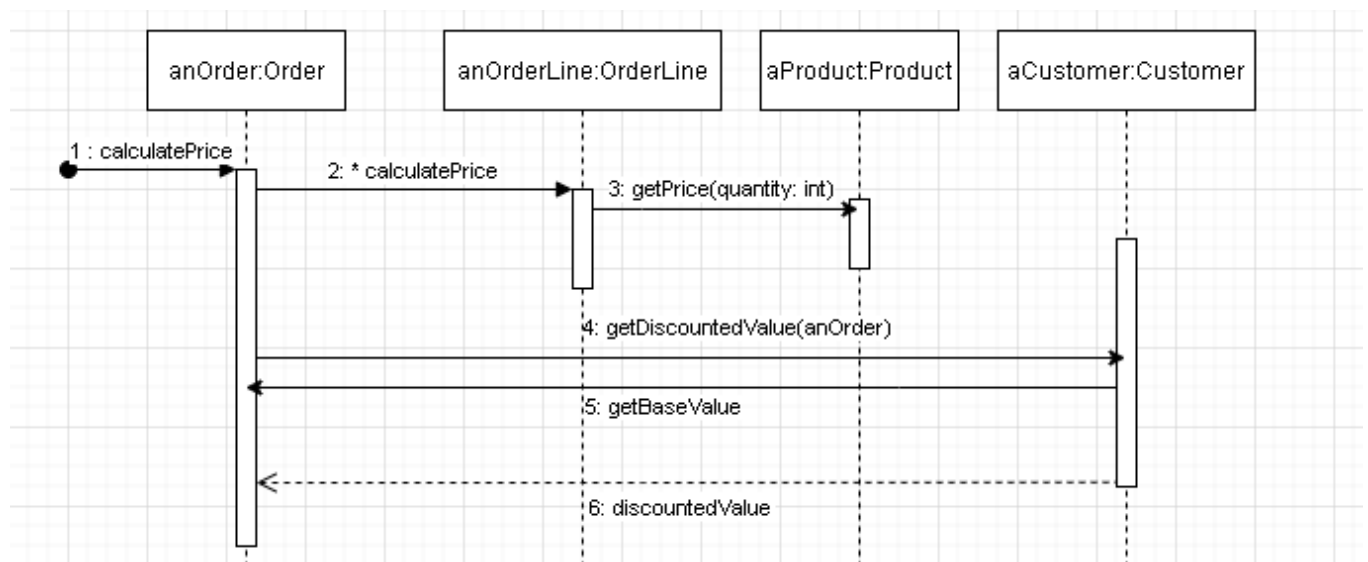 anOrder:Order
anOrderLine:OrderLine
aProduct:Product
aCustomer:Customer
1 : calculatePrice
2: * calculatePrice
3: getPrice(quantity: int)
4: getDiscountedValue(anOrder)
5: getBaseValue
6: discountedValue